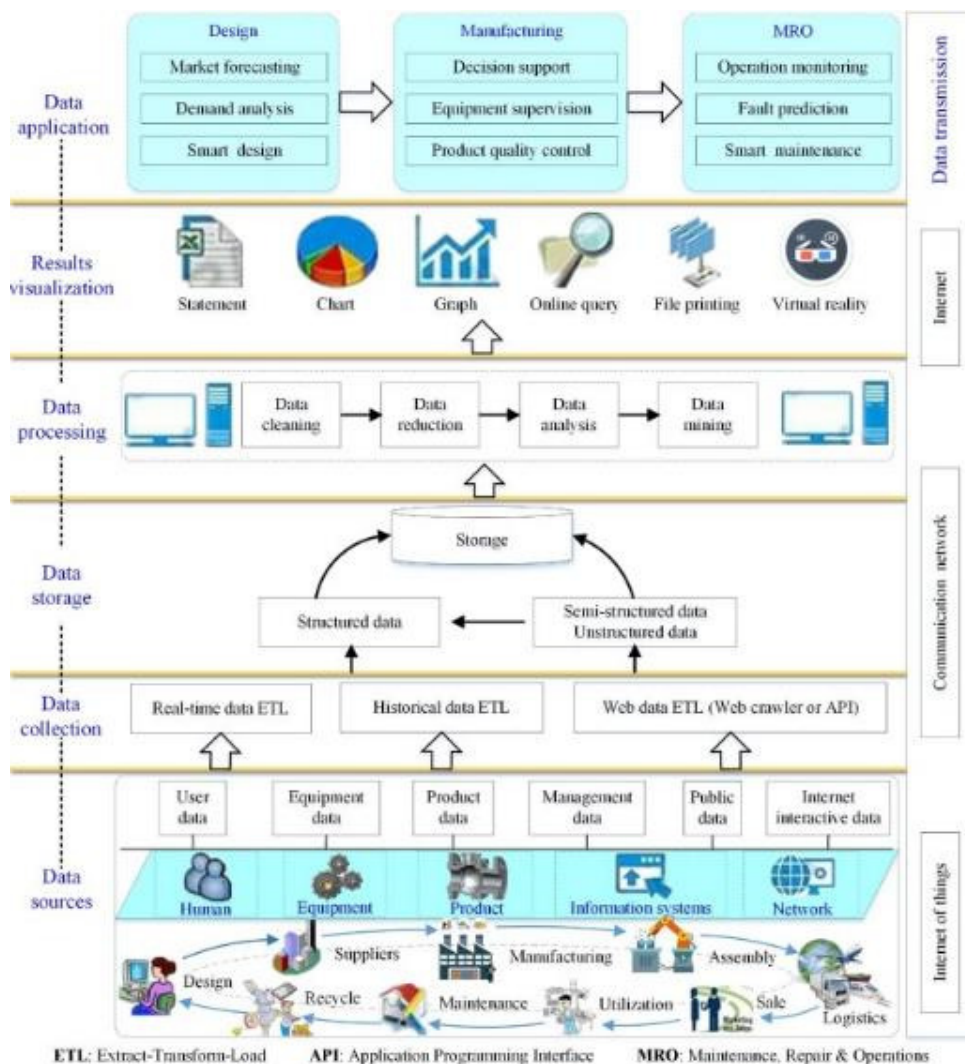 Design
Manufacturing
MRO
Market forecasting
Decision support
Operation monitoring
Demand analysis
Equipment supervision
Fault prediction
Smart design
Product quality control
Smart maintenance
Data
application
Data transmission
Results
visualization
Statement
Chart
Graph
Online query
File printing
Virtual reality
Internet
Data
processing
Data
cleaning
Data
reduction
Data
analysis
Data
mining
Data
storage
Storage
Structured data
Semi-structured data
Unstructured data
Communication network
Data
collection
Real-time data ETL
Historical data ETL
Web data ETL (Web crawler or API)
Data
sources
User
data
Equipment
data
Product
data
Management
data
Public
data
Internet
interactive data
Human
Equipment
Product
Information systems
Network
Internet of things
Design
Suppliers
Manufacturing
Assembly
Logistics
Sale
Utilization
Maintenance
Recycle
ETL: Extract-Transform-Load API: Application Programming Interface MRO: Maintenance, Repair & Operations